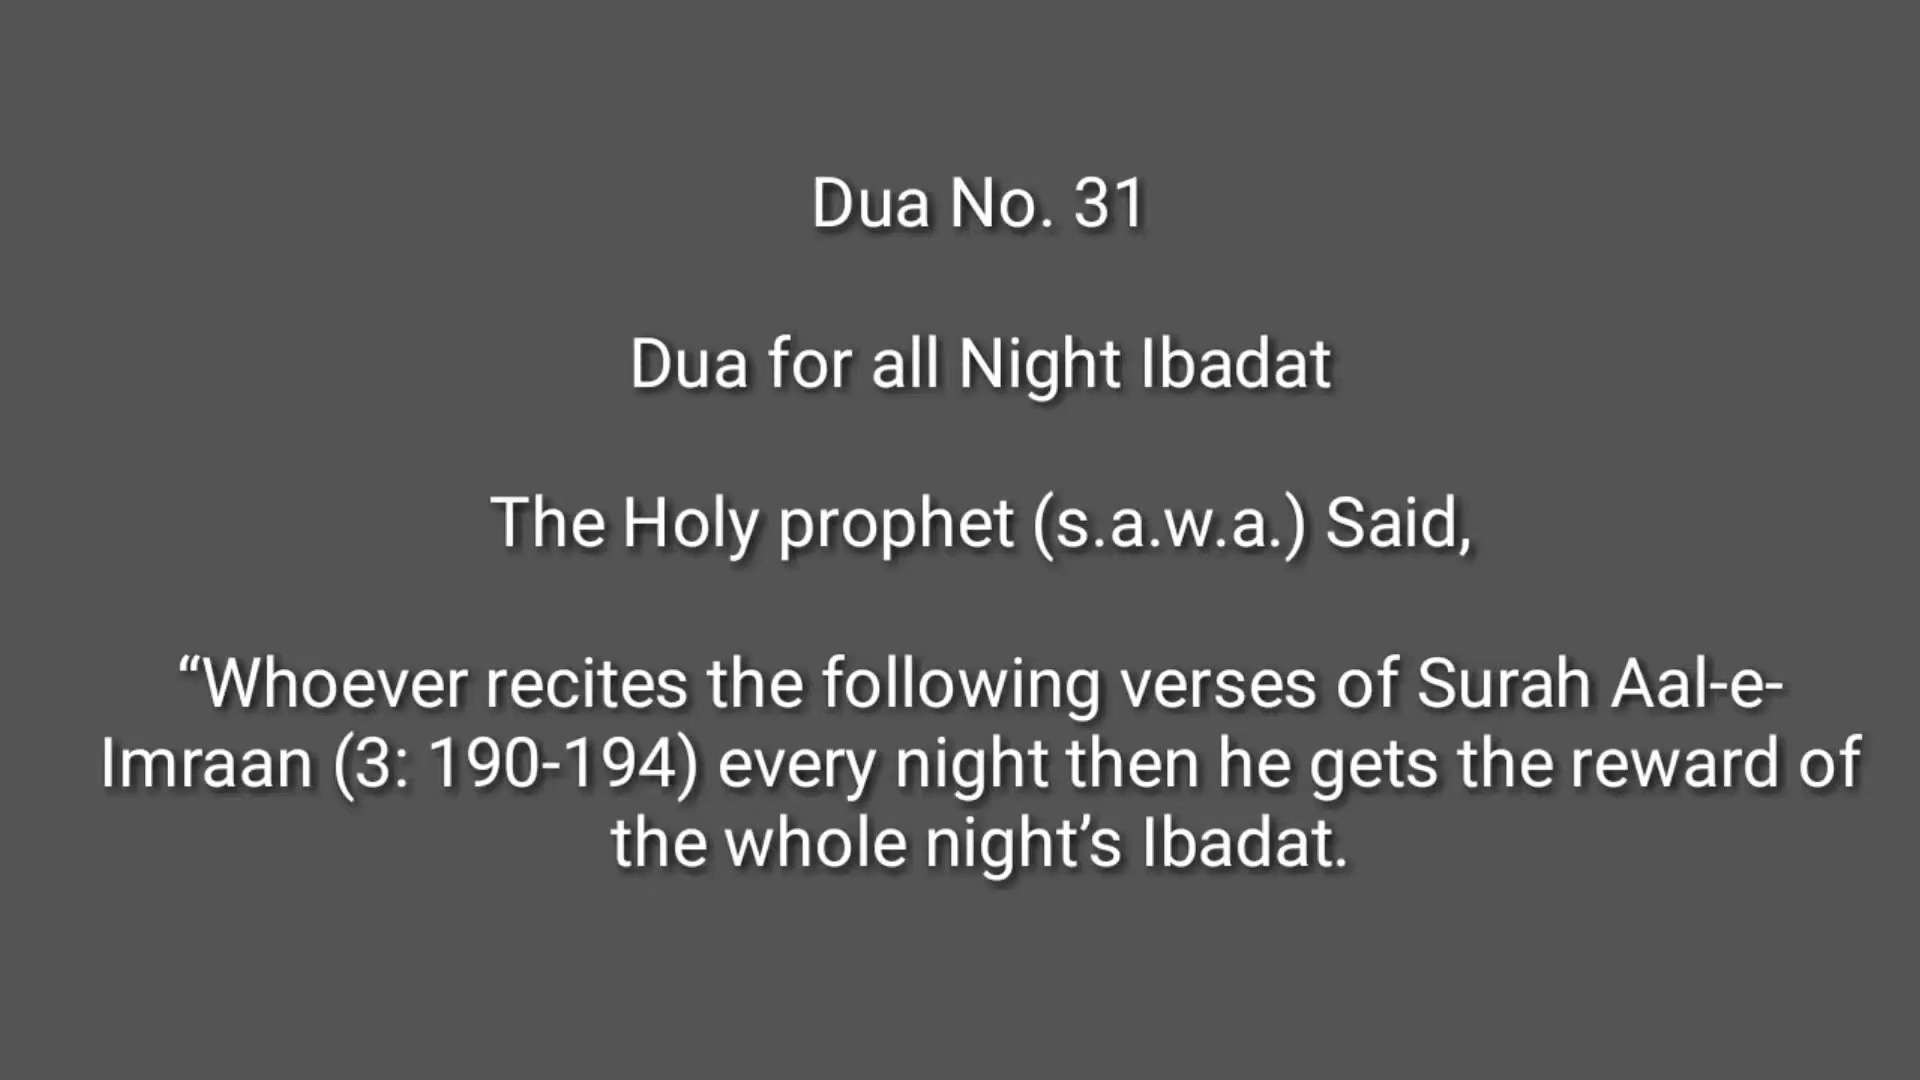 Dua No. 31
Dua for all Night Ibadat
The Holy prophet (s.a.w.a.) Said,
“Whoever recites the following verses of Surah Aal-e-
Imraan (3: 190-194) every night then he gets the reward of
the whole night’s Ibadat.